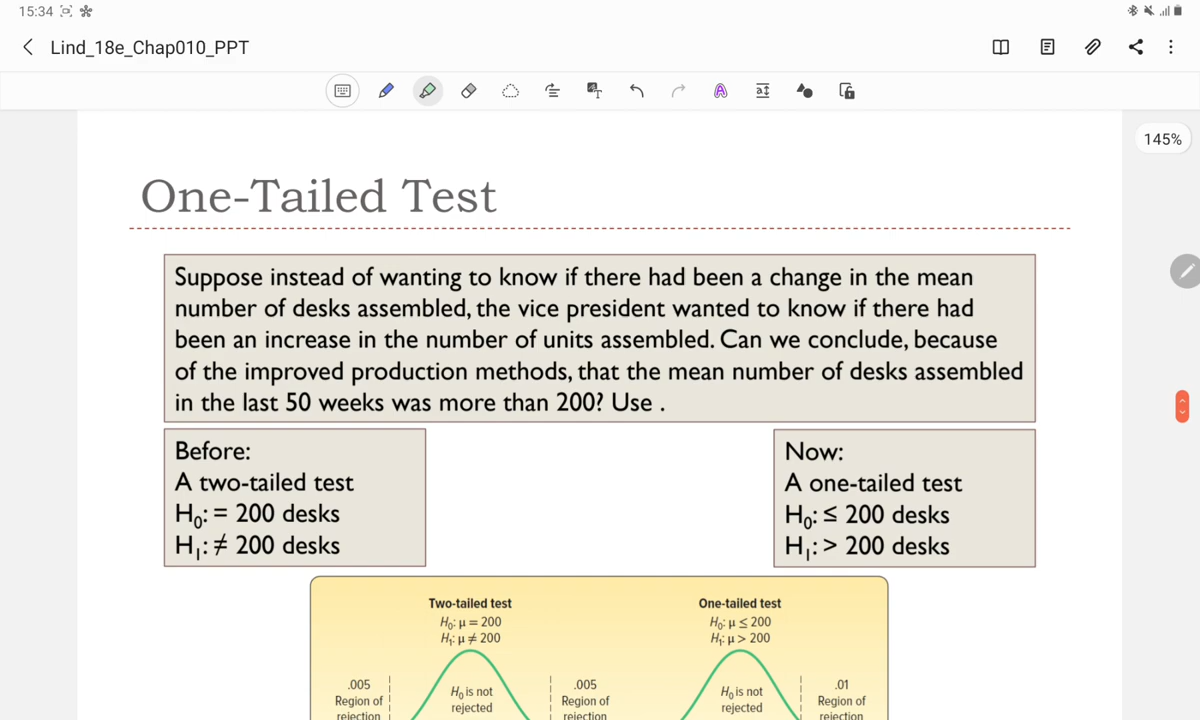 15:34
Lind_18e_Chap010_PPT
145%
One-Tailed Test
Suppose instead of wanting to know if there had been a change in the mean
number of desks assembled, the vice president wanted to know if there had
been an increase in the number of units assembled. Can we conclude, because
of the improved production methods, that the mean number of desks assembled
in the last 50 weeks was more than 200? Use .
Before:
A two-tailed test
H₀: = 200 desks
H₁: ≠ 200 desks
Now:
A one-tailed test
H₀: ≤ 200 desks
H₁: > 200 desks
Two-tailed test
H₀: μ = 200
H₁: μ ≠ 200
.005
Region of
rejection
H₀ is not
rejected
.005
Region of
rejection
One-tailed test
H₀: μ ≤ 200
H₁: μ > 200
H₀ is not
rejected
.01
Region of
rejection